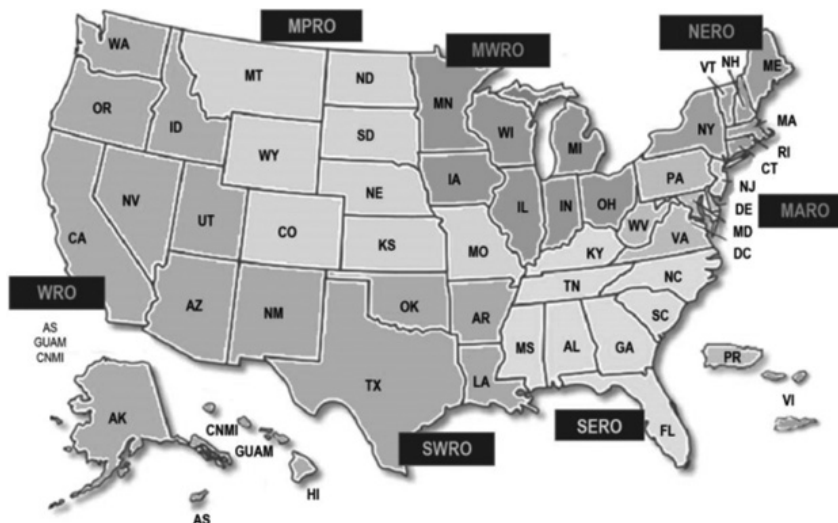 MPRO
MWRO
NERO
WA
MT
ND
MN
VT
NH
ME
OR
ID
SD
WI
MI
NY
MA
RI
CT
WY
IA
PA
NJ
NV
NE
IL
IN
OH
DE
MARO
UT
CO
WV
MD
CA
KS
MO
KY
VA
DC
WRO
AZ
NM
OK
AR
TN
NC
SC
AS
GUAM
CNMI
MS
AL
GA
PR
TX
LA
VI
AK
CNMI
GUAM
SWRO
SERO
FL
HI
AS